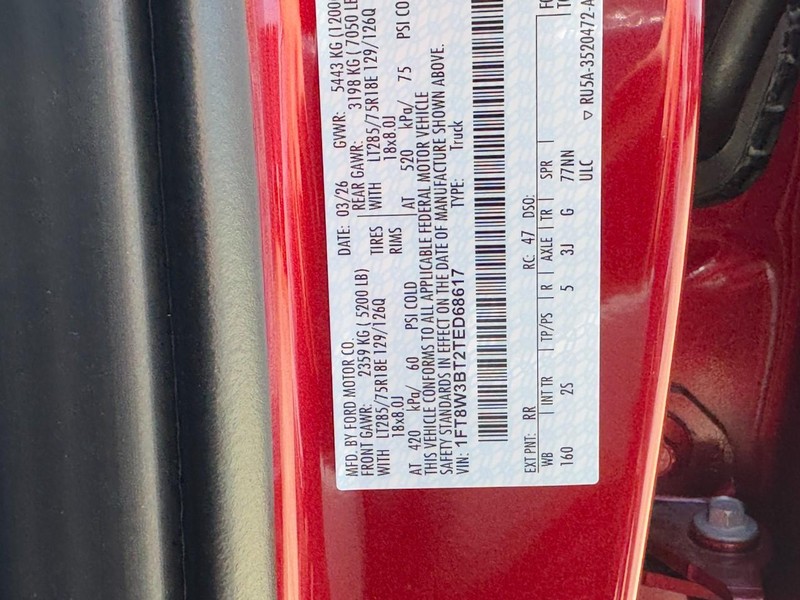 MFD. BY FORD MOTOR CO.
DATE: 03/26 GVWR: 5443 KG (1200
FRONT GAWR: 2359 KG ( 5200 LB) REAR GAWR: 3198 KG ( 7050 LB
WITH LT285/75R18E 129/126Q TIRES WITH LT285/75R18E 129/126Q
18x8.0J RIMS 18x8.0J
AT 420 kPa/ 60 PSI COLD AT 520 kPa/ 75 PSI CO
THIS VEHICLE CONFORMS TO ALL APPLICABLE FEDERAL MOTOR VEHICLE
SAFETY STANDARDS IN EFFECT ON THE DATE OF MANUFACTURE SHOWN ABOVE.
VIN: 1FT8W3BT2TED68617 TYPE: Truck
EXT PNT: RR RC: 47 DSO:
WB INT TR TP/PS R AXLE TR SPR
160 2S 5 3J G 77NN
ULC
▽ RU5A-3520472-A